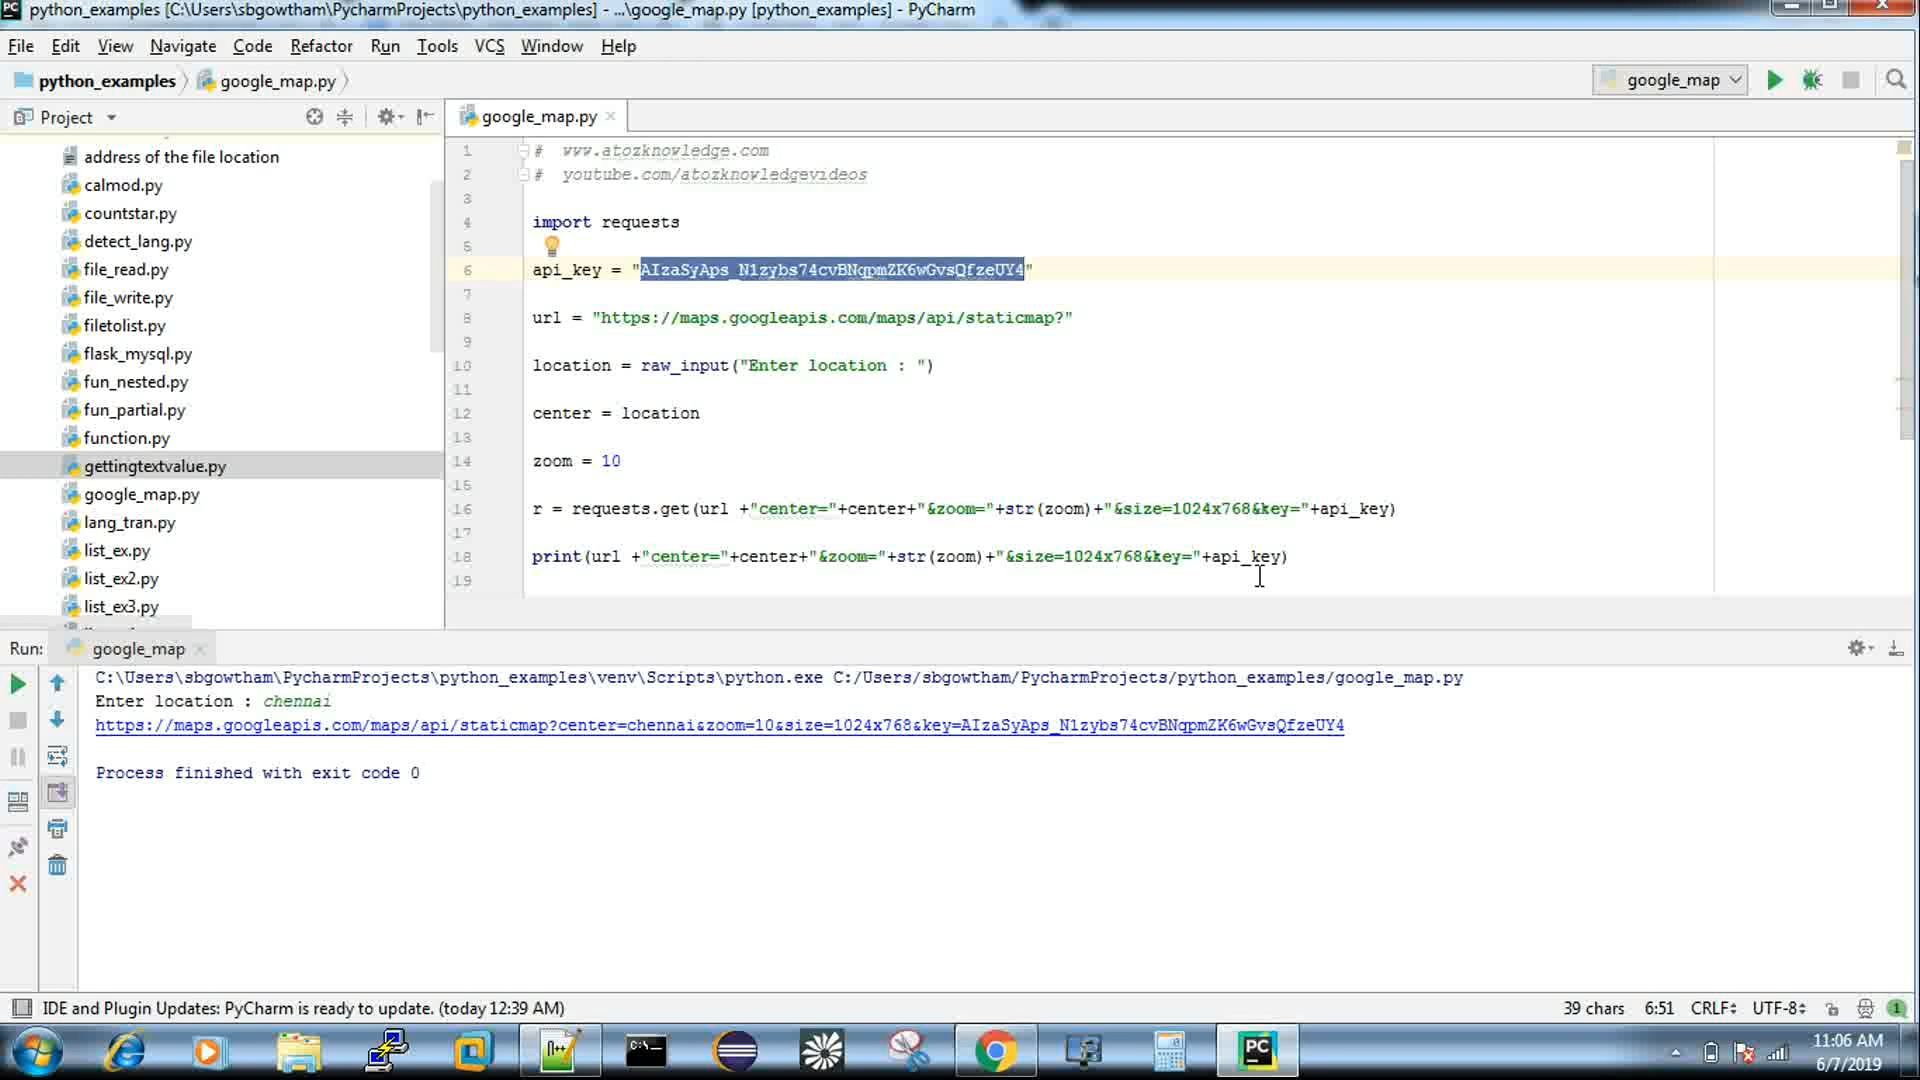 python_examples [C:\Users\sbgowtham\PycharmProjects\python_examples] - ...\google_map.py [python_examples] - PyCharm
File Edit View Navigate Code Refactor Run Tools VCS Window Help
python_examples google_map.py google_map
Project google_map.py
address of the file location
calmod.py
countstar.py
detect_lang.py
file_read.py
file_write.py
filetolist.py
flask_mysql.py
fun_nested.py
fun_partial.py
function.py
gettingtextvalue.py
google_map.py
lang_tran.py
list_ex.py
list_ex2.py
list_ex3.py
1 # www.atozknowledge.com
2 # youtube.com/atozknowledgevideos
3
4 import requests
5
6 api_key = "AIzaSyAps_N1zybs74cvBNqpmZK6wGvsQfzeUY4"
7
8 url = "https://maps.googleapis.com/maps/api/staticmap?"
9
10 location = raw_input("Enter location : ")
11
12 center = location
13
14 zoom = 10
15
16 r = requests.get(url +"center="+center+"&zoom="+str(zoom)+"&size=1024x768&key="+api_key)
17
18 print(url +"center="+center+"&zoom="+str(zoom)+"&size=1024x768&key="+api_key)
19
Run: google_map
C:\Users\sbgowtham\PycharmProjects\python_examples\venv\Scripts\python.exe C:/Users/sbgowtham/PycharmProjects/python_examples/google_map.py
Enter location : chennai
https://maps.googleapis.com/maps/api/staticmap?center=chennai&zoom=10&size=1024x768&key=AIzaSyAps_N1zybs74cvBNqpmZK6wGvsQfzeUY4
Process finished with exit code 0
IDE and Plugin Updates: PyCharm is ready to update. (today 12:39 AM) 39 chars 6:51 CRLF UTF-8 1
11:06 AM
6/7/2019